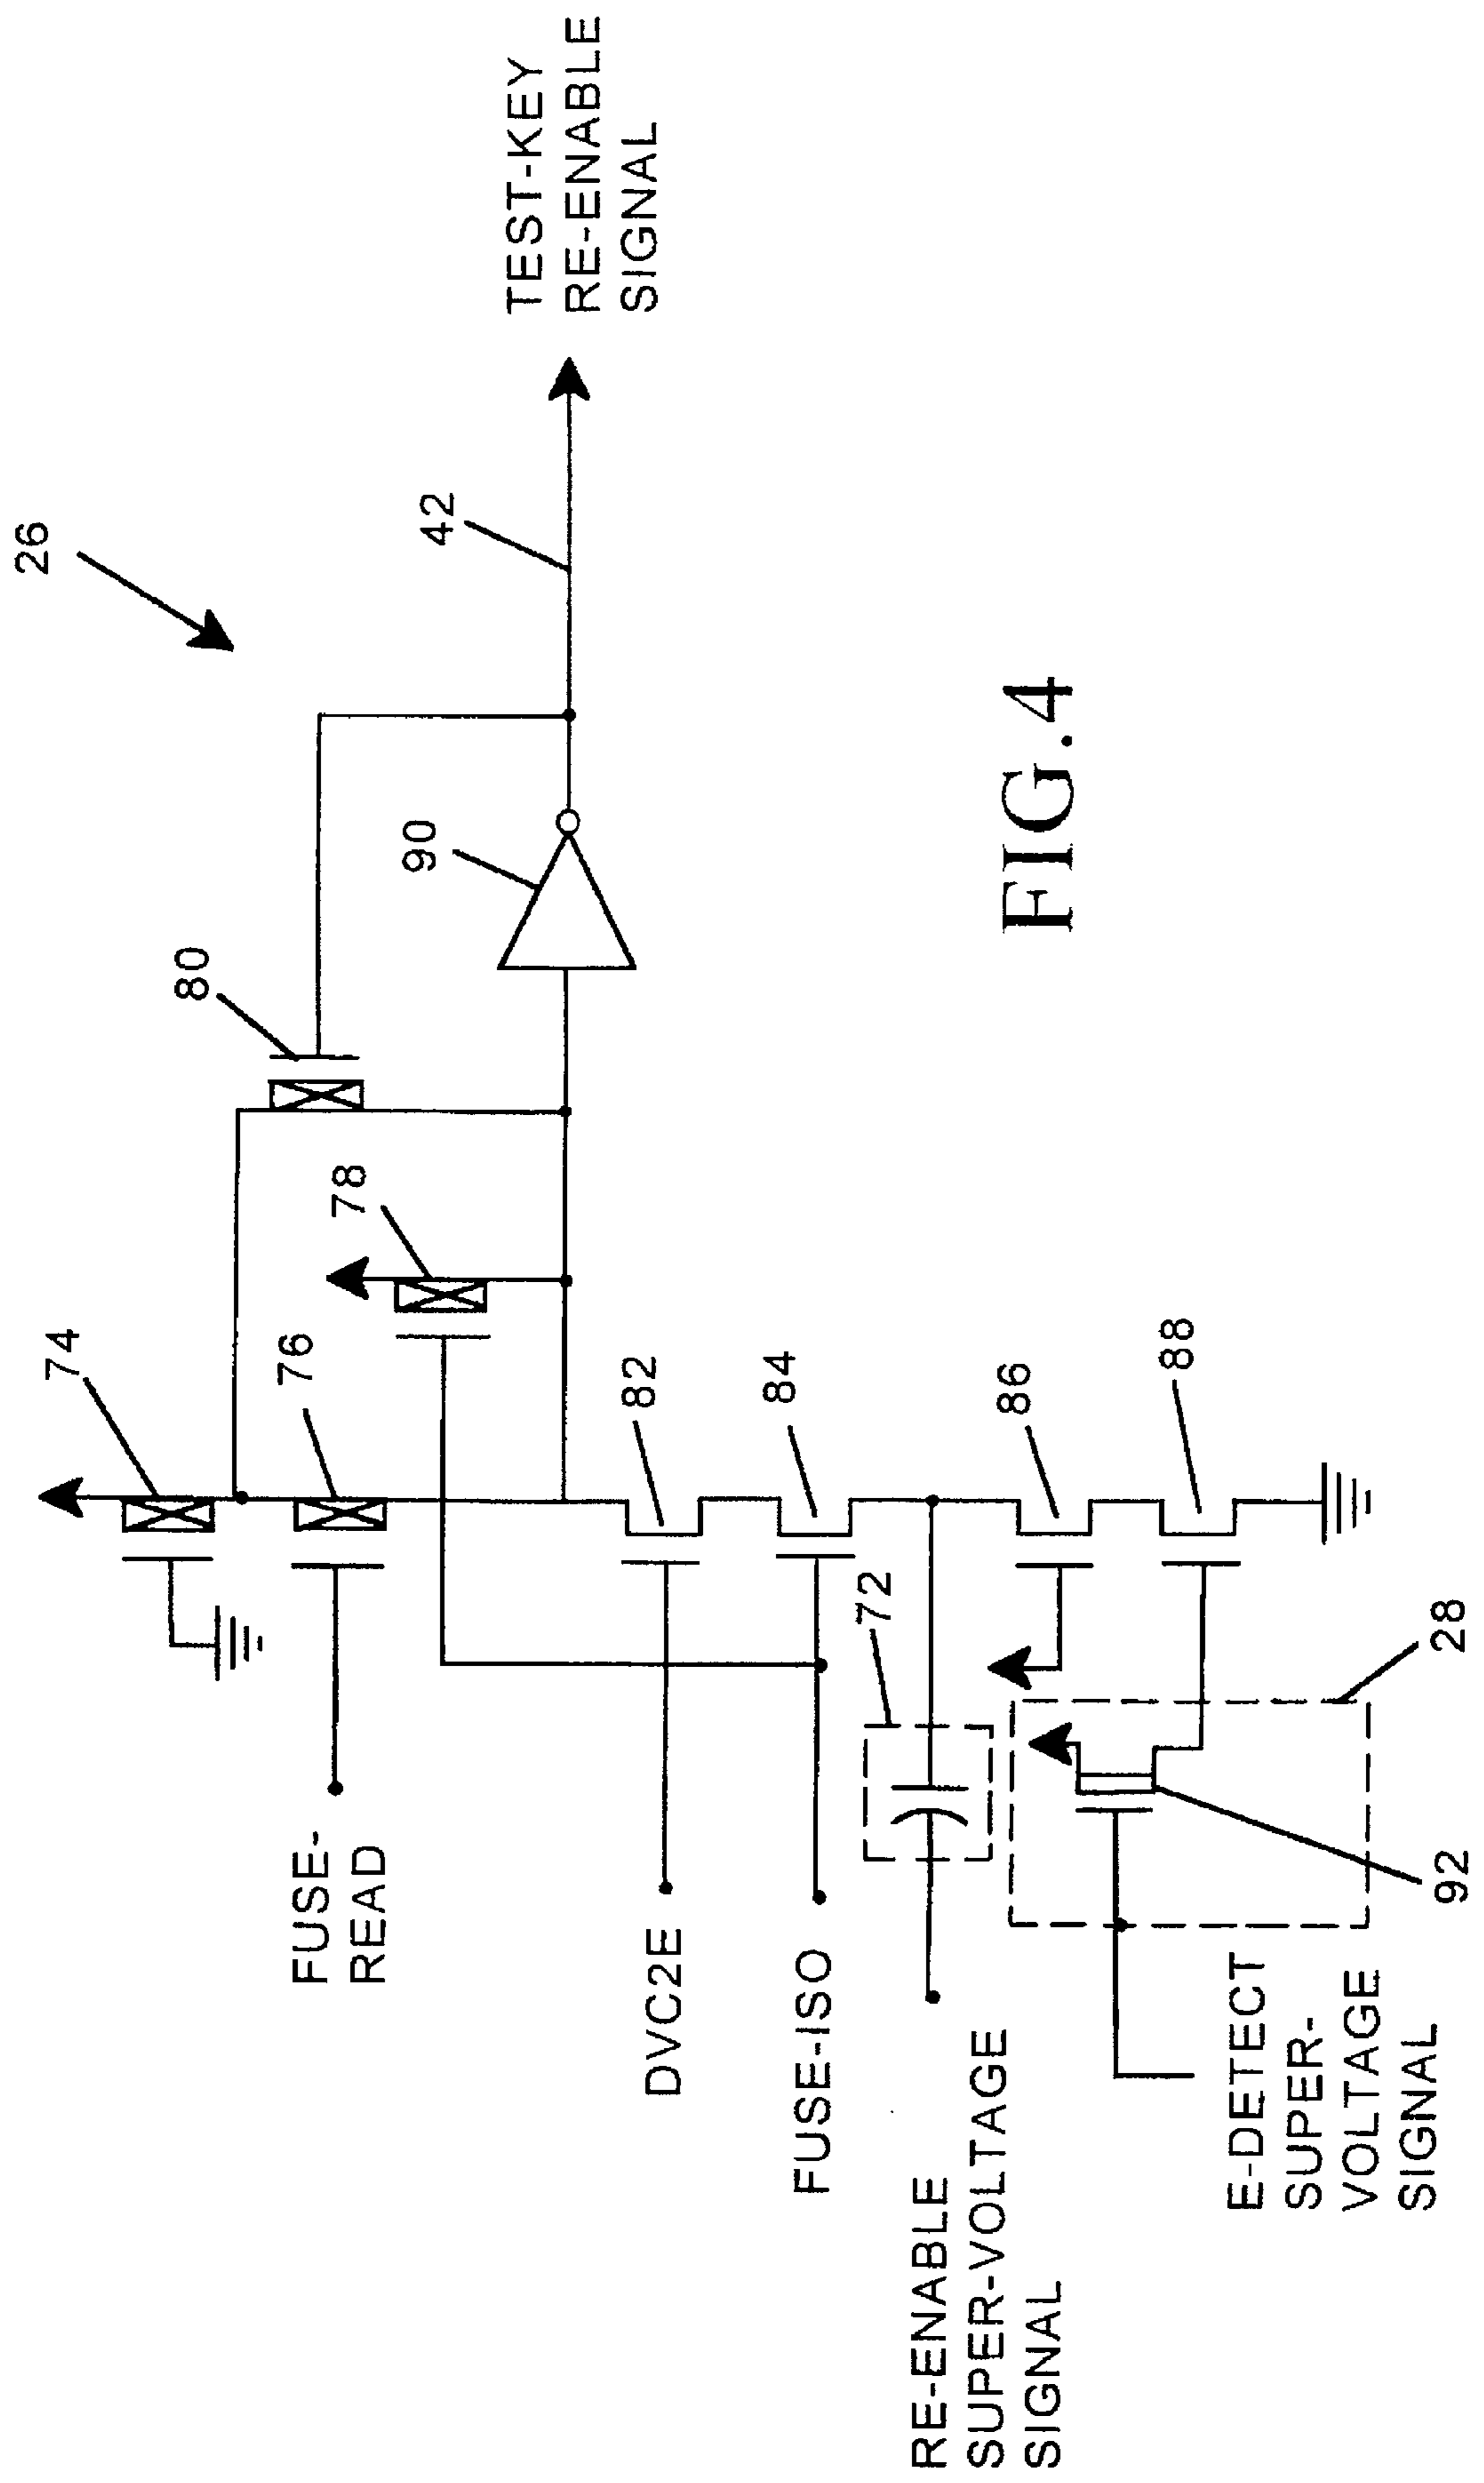 26
74
76
78
80
90
42
TEST-KEY
RE-ENABLE
SIGNAL
FUSE-
READ
DVC2E
82
FUSE-ISO
84
72
RE-ENABLE
SUPER-VOLTAGE
SIGNAL
86
88
28
92
E-DETECT
SUPER-
VOLTAGE
SIGNAL
FIG.4